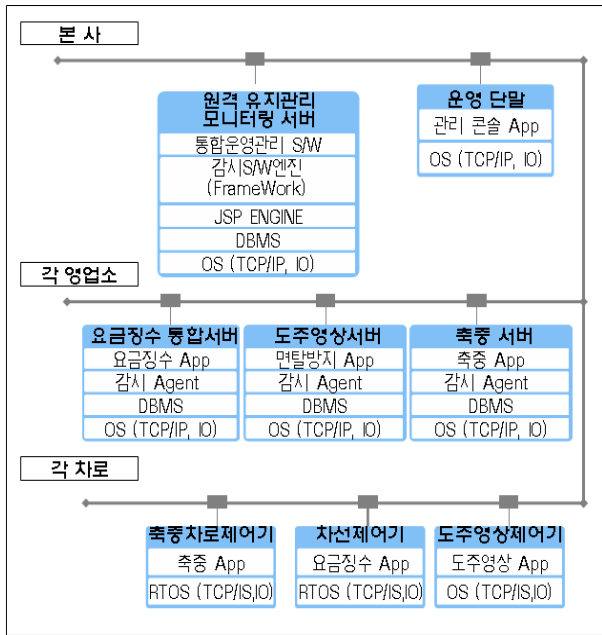 본 사
원격 유지관리
모니터링 서버
통합운영관리 S/W
감시S/W엔진
(FrameWork)
JSP ENGINE
DBMS
OS (TCP/IP, IO)
운영 단말
관리 콘솔 App
OS (TCP/IP, IO)
각 영업소
요금징수 통합서버
요금징수 App
감시 Agent
DBMS
OS (TCP/IP, IO)
도주영상서버
면탈방지 App
감시 Agent
DBMS
OS (TCP/IP, IO)
축중 서버
축중 App
감시 Agent
DBMS
OS (TCP/IP, IO)
각 차로
축중차로제어기
축중 App
RTOS (TCP/IS,IO)
차선제어기
요금징수 App
RTOS (TCP/IS,IO)
도주영상제어기
도주영상 App
OS (TCP/IS,IO)